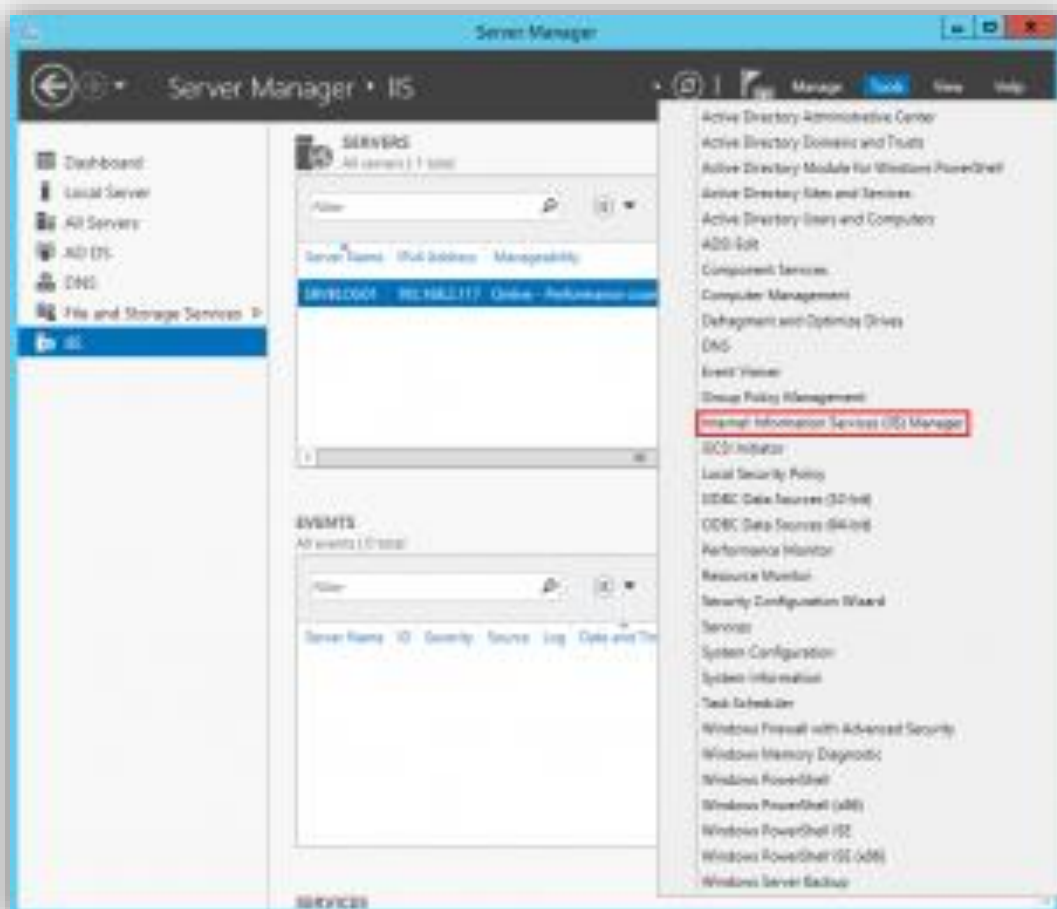 Server Manager
Server Manager • IIS
Manage Tools View Help
Dashboard
Local Server
All Servers
AD DS
DNS
File and Storage Services
IIS
SERVERS
All servers | 1 total
Filter
Server Name IPv4 Address Manageability
Online - Performance
EVENTS
All events | 0 total
Filter
Server Name ID Severity Source Log Date and Tim
SERVICES
Active Directory Administrative Center
Active Directory Domains and Trusts
Active Directory Module for Windows PowerShell
Active Directory Sites and Services
Active Directory Users and Computers
ADSI Edit
Component Services
Computer Management
Defragment and Optimize Drives
DNS
Event Viewer
Group Policy Management
Internet Information Services (IIS) Manager
iSCSI Initiator
Local Security Policy
ODBC Data Sources (32-bit)
ODBC Data Sources (64-bit)
Performance Monitor
Resource Monitor
Security Configuration Wizard
Services
System Configuration
System Information
Task Scheduler
Windows Firewall with Advanced Security
Windows Memory Diagnostic
Windows PowerShell
Windows PowerShell (x86)
Windows PowerShell ISE
Windows PowerShell ISE (x86)
Windows Server Backup